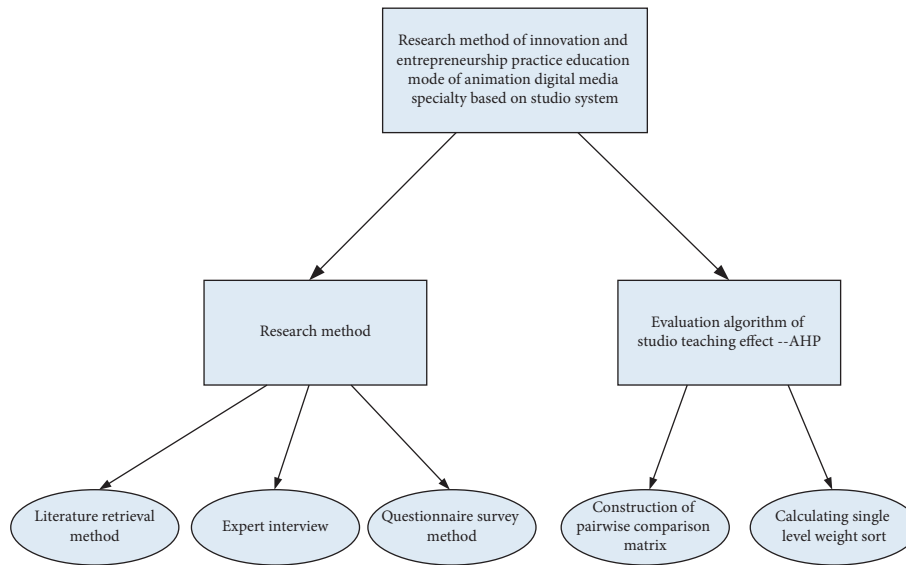 Research method of innovation and
entrepreneurship practice education
mode of animation digital media
specialty based on studio system
Research method
Evaluation algorithm of
studio teaching effect --AHP
Literature retrieval
method
Expert interview
Questionnaire survey
method
Construction of
pairwise comparison
matrix
Calculating single
level weight sort